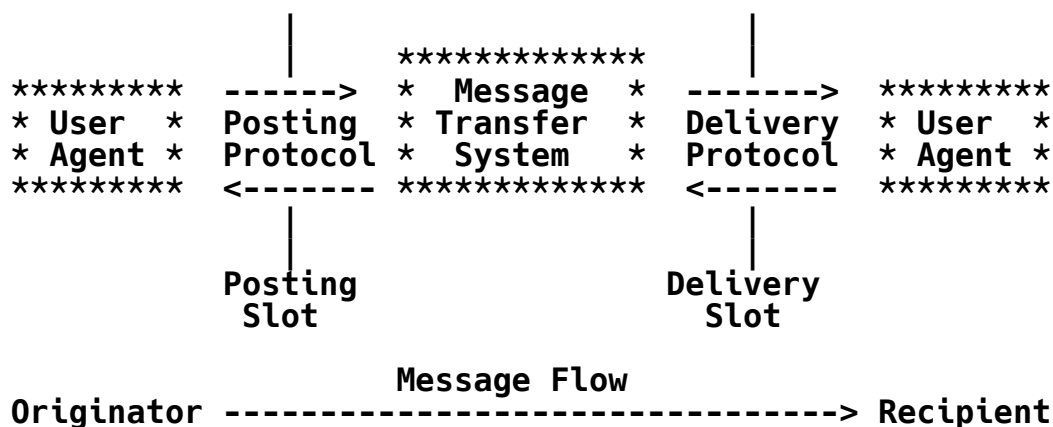 |                             |
                  |      *************          |
*********  ------>  *  Message  *  ------->  *********
* User  *  Posting  * Transfer  *  Delivery  * User  *
* Agent *  Protocol *  System   *  Protocol  * Agent *
*********  <------- *************  <-------  *********
                  |                             |
                  |                             |
Posting                      Delivery
Slot                         Slot
Message Flow
Originator --------------------------------> Recipient